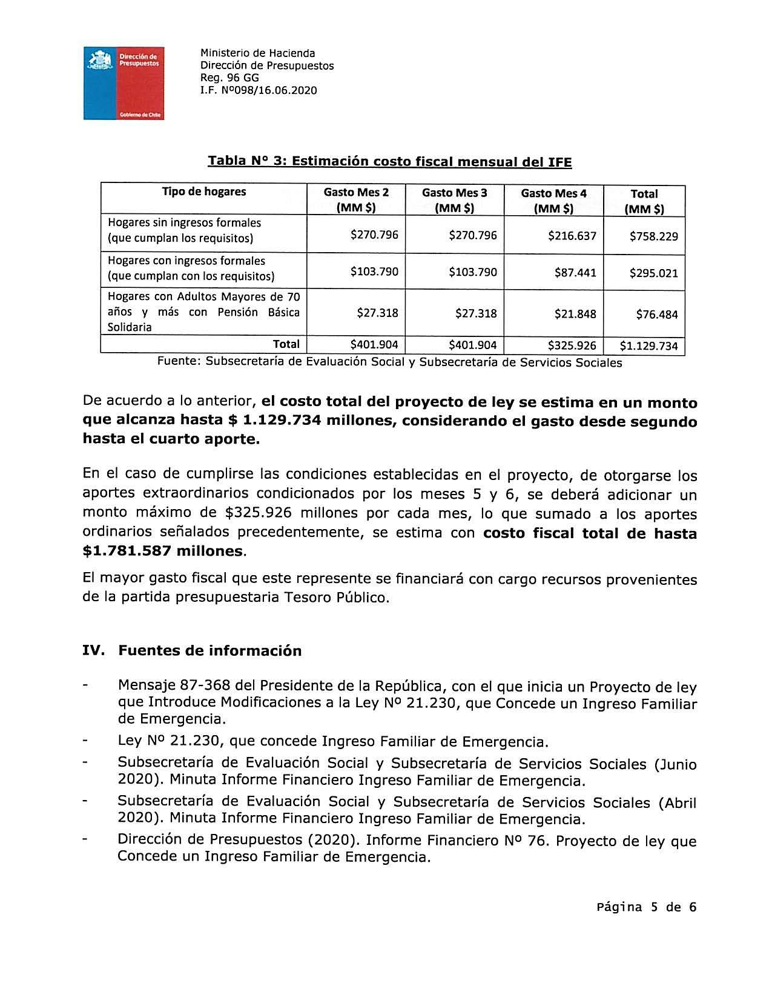 Dirección de
Presupuestos
Gobierno de Chile
Ministerio de Hacienda
Dirección de Presupuestos
Reg. 96 GG
I.F. Nº098/16.06.2020
Tabla Nº 3: Estimación costo fiscal mensual del IFE
Tipo de hogares Gasto Mes 2 (MM $) Gasto Mes 3 (MM $) Gasto Mes 4 (MM $) Total (MM $)
Hogares sin ingresos formales
(que cumplan los requisitos) $270.796 $270.796 $216.637 $758.229
Hogares con ingresos formales
(que cumplan con los requisitos) $103.790 $103.790 $87.441 $295.021
Hogares con Adultos Mayores de 70
años y más con Pensión Básica
Solidaria $27.318 $27.318 $21.848 $76.484
Total $401.904 $401.904 $325.926 $1.129.734
Fuente: Subsecretaría de Evaluación Social y Subsecretaría de Servicios Sociales
De acuerdo a lo anterior, el costo total del proyecto de ley se estima en un monto
que alcanza hasta $ 1.129.734 millones, considerando el gasto desde segundo
hasta el cuarto aporte.
En el caso de cumplirse las condiciones establecidas en el proyecto, de otorgarse los
aportes extraordinarios condicionados por los meses 5 y 6, se deberá adicionar un
monto máximo de $325.926 millones por cada mes, lo que sumado a los aportes
ordinarios señalados precedentemente, se estima con costo fiscal total de hasta
$1.781.587 millones.
El mayor gasto fiscal que este represente se financiará con cargo recursos provenientes
de la partida presupuestaria Tesoro Público.
IV. Fuentes de información
- Mensaje 87-368 del Presidente de la República, con el que inicia un Proyecto de ley
que Introduce Modificaciones a la Ley Nº 21.230, que Concede un Ingreso Familiar
de Emergencia.
- Ley Nº 21.230, que concede Ingreso Familiar de Emergencia.
- Subsecretaría de Evaluación Social y Subsecretaría de Servicios Sociales (Junio
2020). Minuta Informe Financiero Ingreso Familiar de Emergencia.
- Subsecretaría de Evaluación Social y Subsecretaría de Servicios Sociales (Abril
2020). Minuta Informe Financiero Ingreso Familiar de Emergencia.
- Dirección de Presupuestos (2020). Informe Financiero Nº 76. Proyecto de ley que
Concede un Ingreso Familiar de Emergencia.
Página 5 de 6